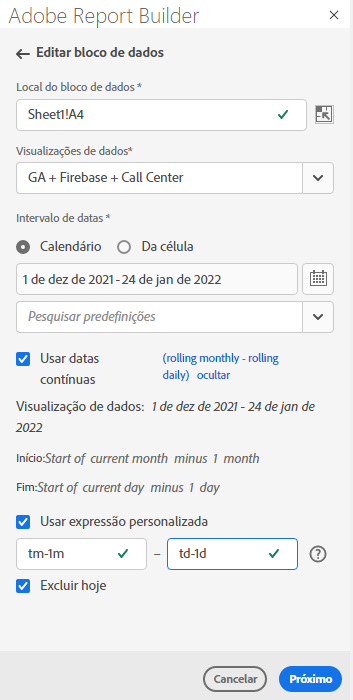 Adobe Report Builder
Editar bloco de dados
Local do bloco de dados *
Sheet1!A4
Visualizações de dados*
GA + Firebase + Call Center
Intervalo de datas *
Calendário Da célula
1 de dez de 2021 - 24 de jan de 2022
Pesquisar predefinições
Usar datas (rolling monthly - rolling
contínuas daily) ocultar
Visualização de dados: 1 de dez de 2021 - 24 de jan de
2022
Início: Start of current month minus 1 month
Fim: Start of current day minus 1 day
Usar expressão personalizada
tm-1m – td-1d
Excluir hoje
Cancelar Próximo